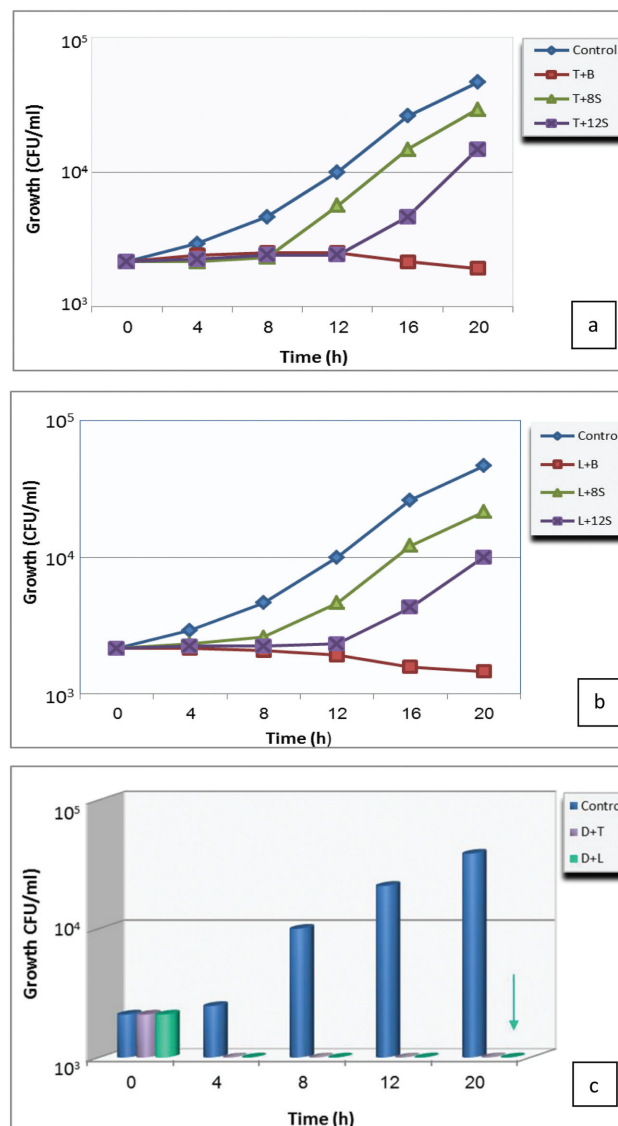 10⁵
10⁴
10³
Growth (CFU/ml)
0 4 8 12 16 20
Time (h)
Control
T+B
T+8S
T+12S
a
10⁵
10⁴
10³
Growth (CFU/ml)
0 4 8 12 16 20
Time (h)
Control
L+B
L+8S
L+12S
b
10⁵
10⁴
10³
Growth CFU/ml)
0 4 8 12 20
Time (h)
Control
D+T
D+L
c